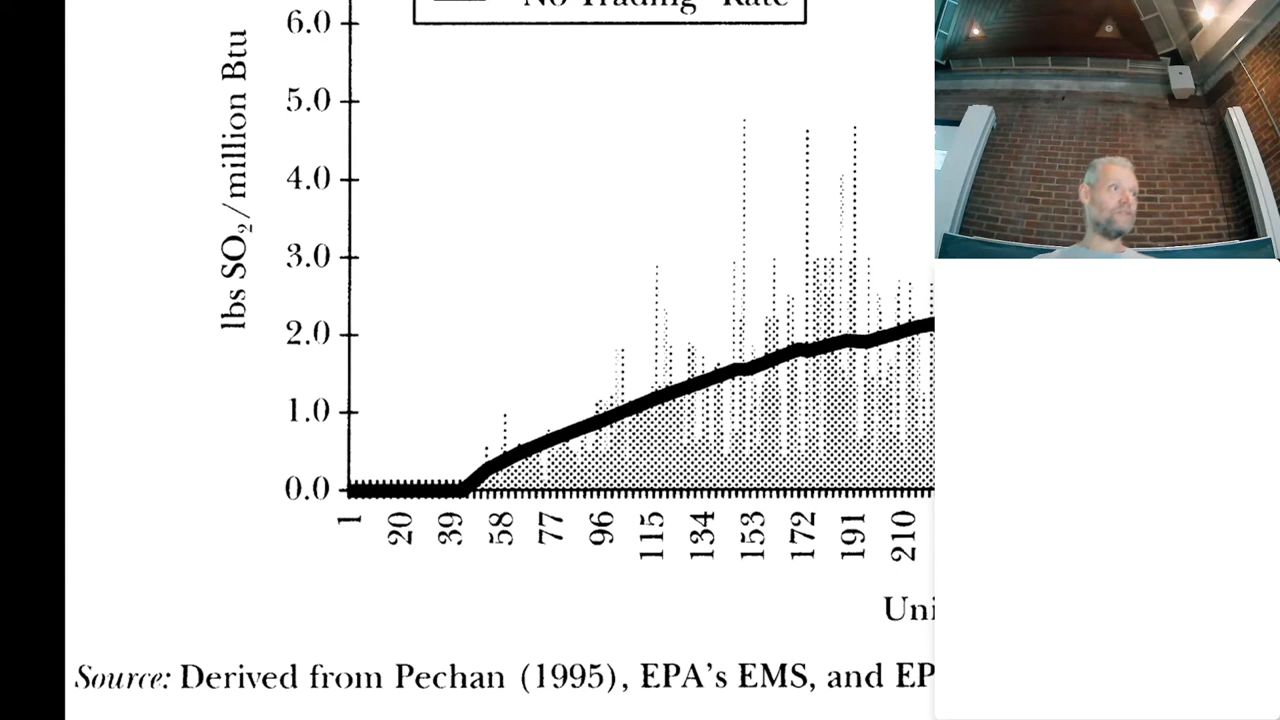 "No Trading" Rate
lbs SO2/million Btu
6.0
5.0
4.0
3.0
2.0
1.0
0.0
1 20 39 58 77 96 115 134 153 172 191 210
Source: Derived from Pechan (1995), EPA's EMS, and